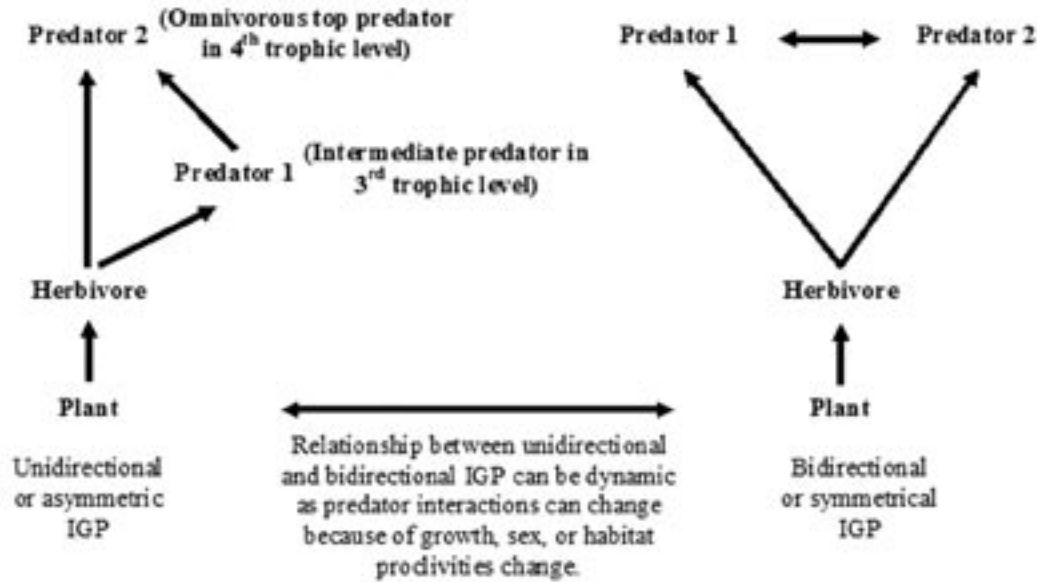 Predator 2 (Omnivorous top predator
in 4th trophic level)
Predator 1 (Intermediate predator in
3rd trophic level)
Herbivore
Plant
Unidirectional
or asymmetric
IGP
Relationship between unidirectional
and bidirectional IGP can be dynamic
as predator interactions can change
because of growth, sex, or habitat
proclivities change.
Predator 1 Predator 2
Herbivore
Plant
Bidirectional
or symmetrical
IGP